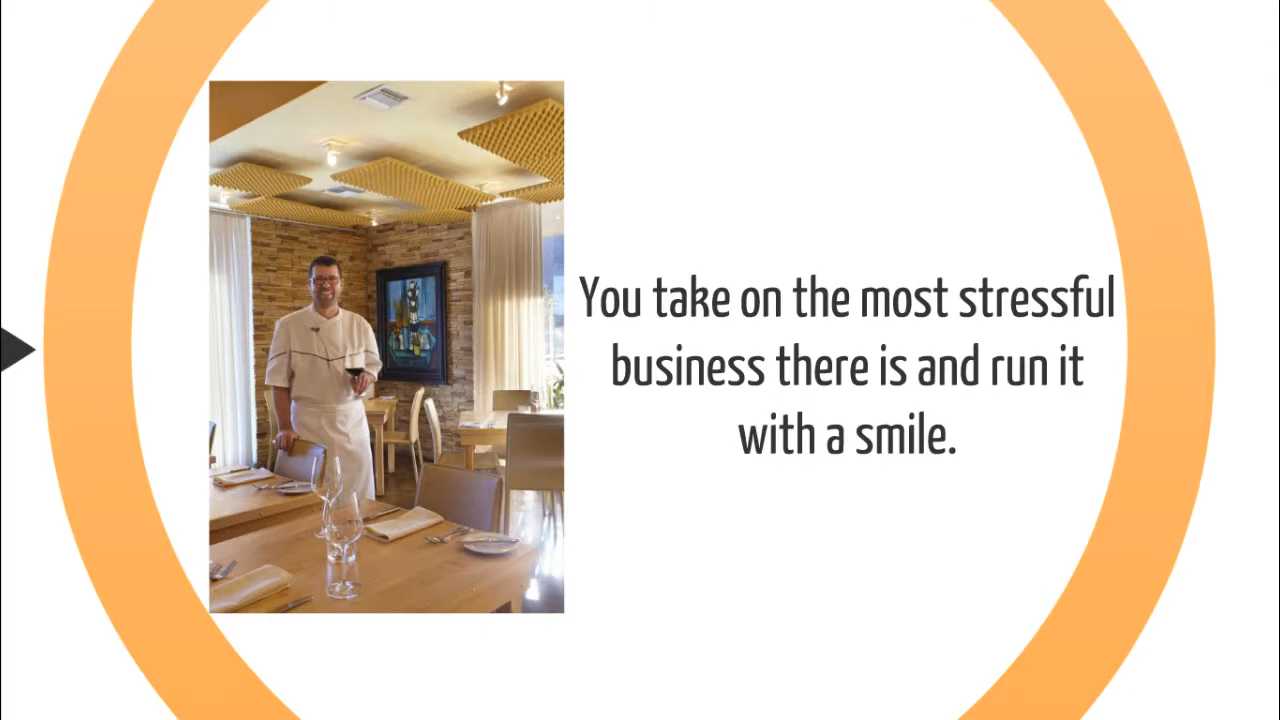 You take on the most stressful
business there is and run it
with a smile.